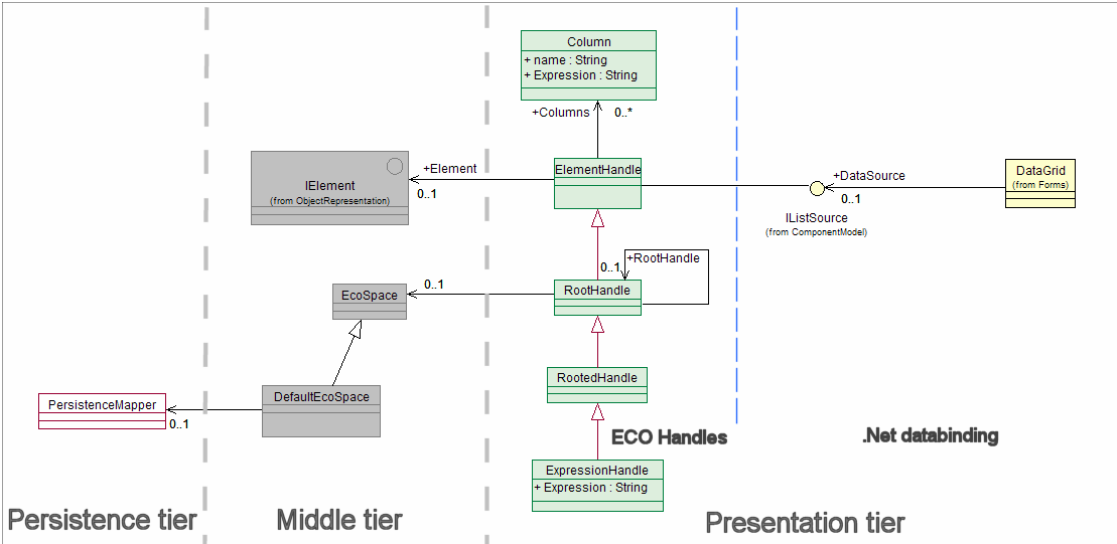 Column
+ name : String
+ Expression : String
+Columns 0..*
ElementHandle
+Element
0..1
IElement
(from ObjectRepresentation)
+DataSource
0..1
IListSource
(from ComponentModel)
DataGrid
(from Forms)
+RootHandle
0..1
RootHandle
0..1
EcoSpace
DefaultEcoSpace
RootedHandle
PersistenceMapper
0..1
ECO Handles
.Net databinding
ExpressionHandle
+ Expression : String
Persistence tier
Middle tier
Presentation tier